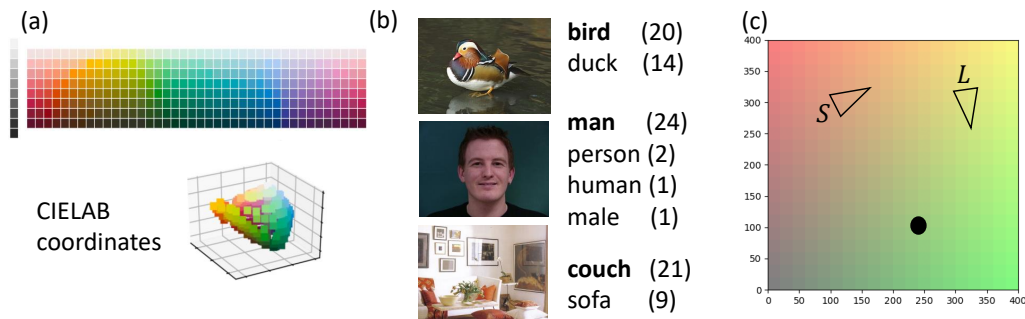 (a)
CIELAB
coordinates
(b)
bird (20)
duck (14)
man (24)
person (2)
human (1)
male (1)
couch (21)
sofa (9)
(c)
400
350
300
250
200
150
100
50
0
S
L
0 50 100 150 200 250 300 350 400